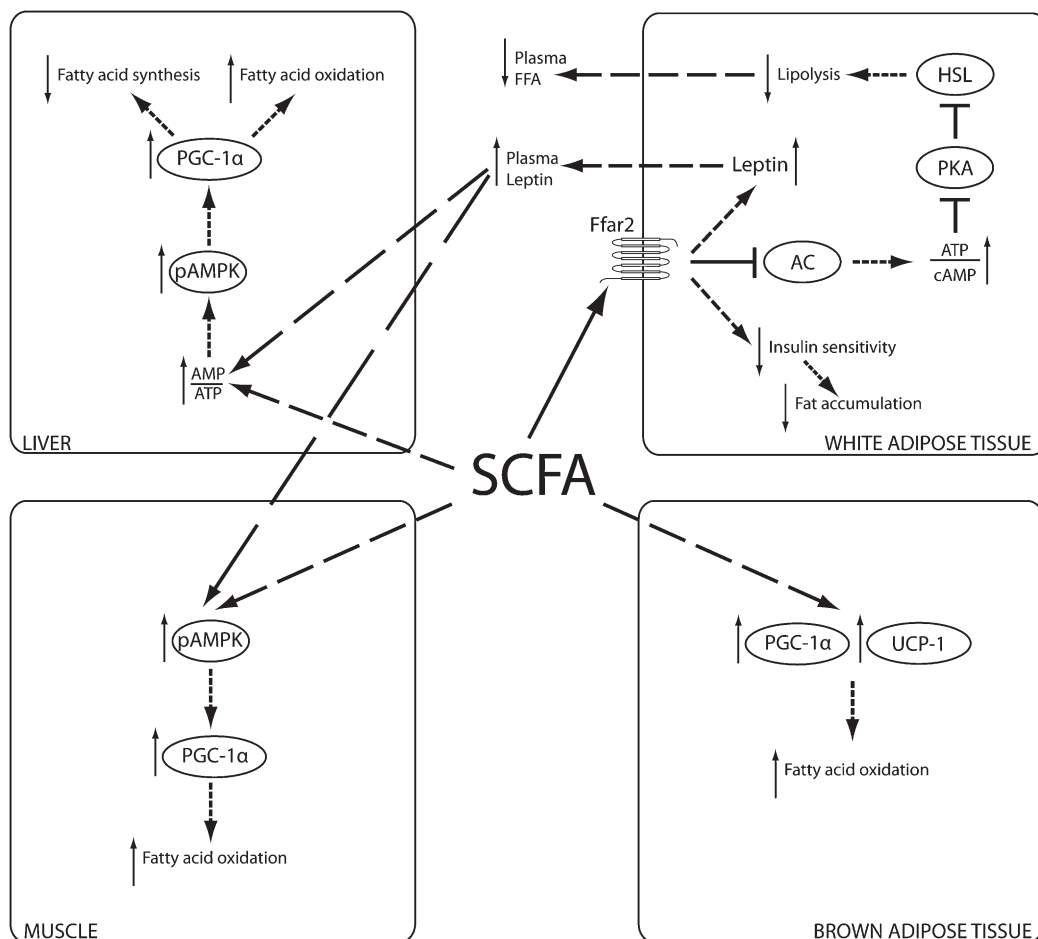 Fatty acid synthesis
Fatty acid oxidation
PGC-1α
pAMPK
AMP
ATP
LIVER
Plasma
FFA
Plasma
Leptin
Lipolysis
HSL
Leptin
PKA
Ffar2
AC
ATP
cAMP
Insulin sensitivity
Fat accumulation
WHITE ADIPOSE TISSUE
SCFA
pAMPK
PGC-1α
Fatty acid oxidation
MUSCLE
PGC-1α
UCP-1
Fatty acid oxidation
BROWN ADIPOSE TISSUE